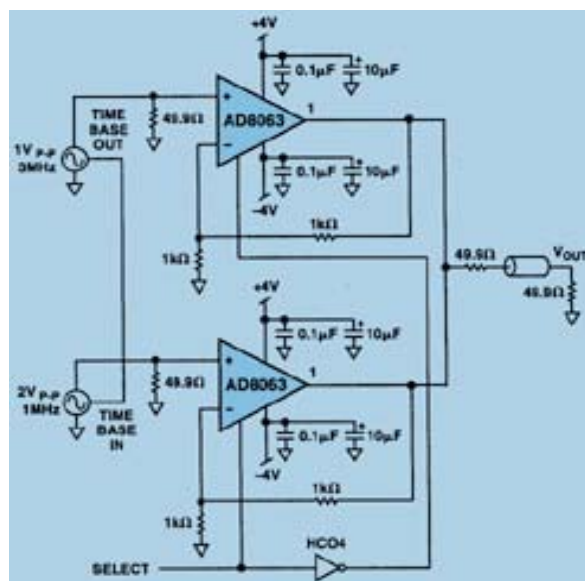 +4V
0.1µF
10µF
+
+
AD8063
1
−
TIME
BASE
OUT
49.9Ω
1V P-P
3MHz
0.1µF
10µF
+
−4V
1kΩ
1kΩ
49.9Ω
VOUT
49.9Ω
+4V
0.1µF
10µF
+
+
AD8063
1
−
49.9Ω
2V P-P
1MHz
TIME
BASE
IN
0.1µF
10µF
+
−4V
1kΩ
1kΩ
HCO4
SELECT